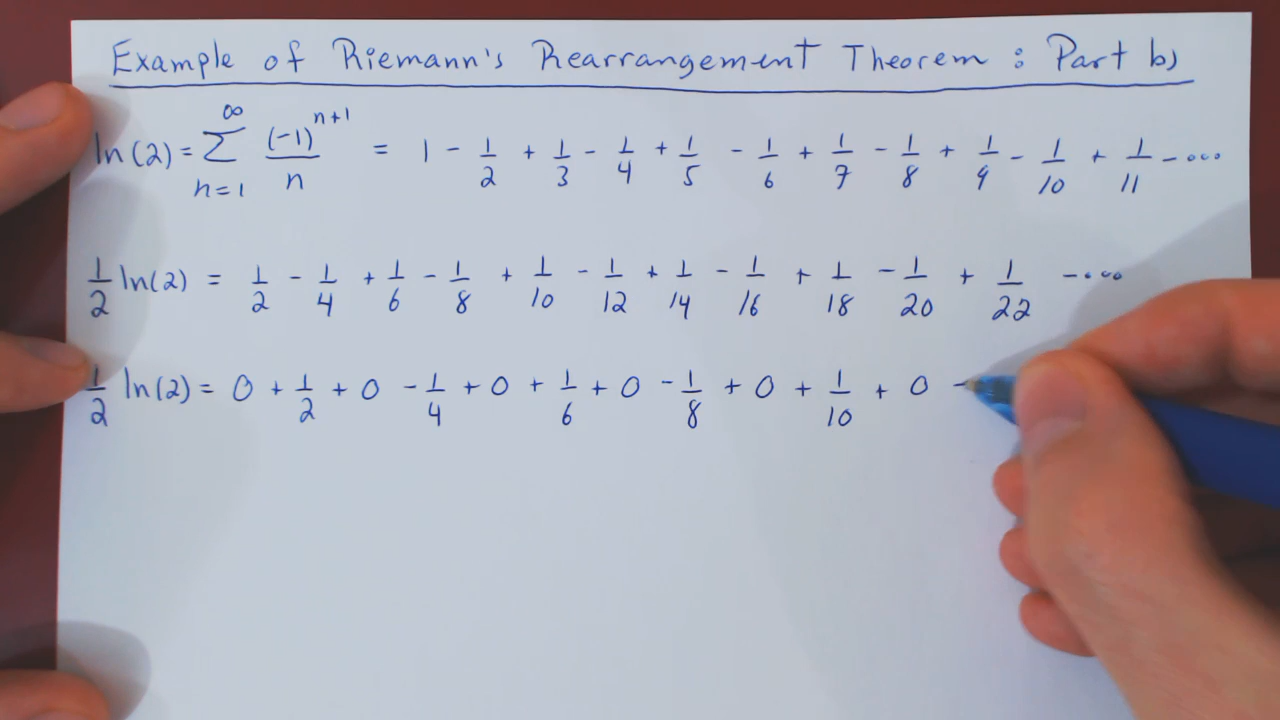 Example of Riemann's Rearrangement Theorem : Part b)
ln(2) = ∑_{n=1}^{∞} (-1)^{n+1}/n = 1 - 1/2 + 1/3 - 1/4 + 1/5 - 1/6 + 1/7 - 1/8 + 1/9 - 1/10 + 1/11 - ...
1/2 ln(2) = 1/2 - 1/4 + 1/6 - 1/8 + 1/10 - 1/12 + 1/14 - 1/16 + 1/18 - 1/20 + 1/22 - ...
1/2 ln(2) = 0 + 1/2 + 0 - 1/4 + 0 + 1/6 + 0 - 1/8 + 0 + 1/10 + 0 -